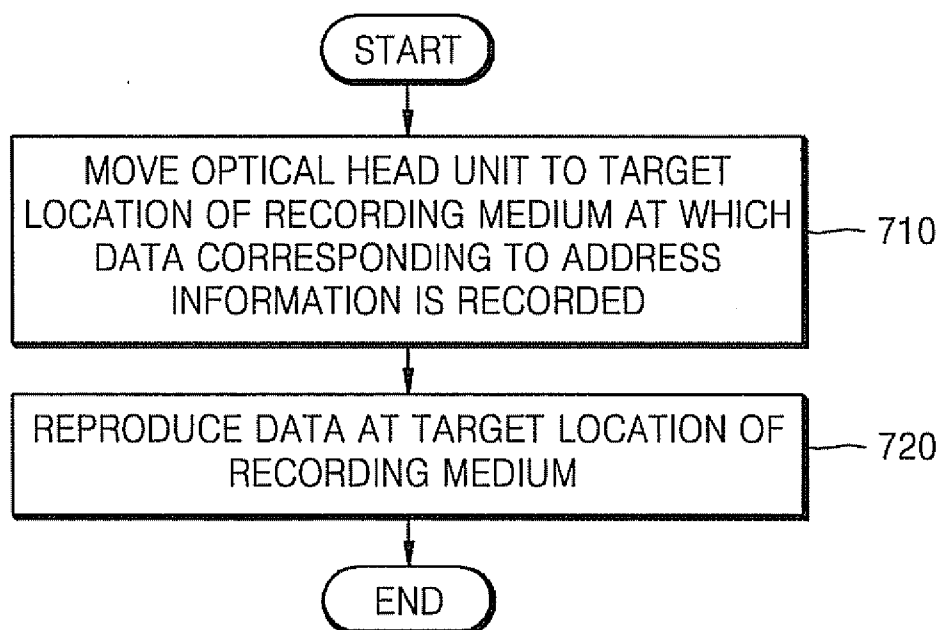 START
MOVE OPTICAL HEAD UNIT TO TARGET
LOCATION OF RECORDING MEDIUM AT WHICH
DATA CORRESPONDING TO ADDRESS
INFORMATION IS RECORDED
710
REPRODUCE DATA AT TARGET LOCATION OF
RECORDING MEDIUM
720
END